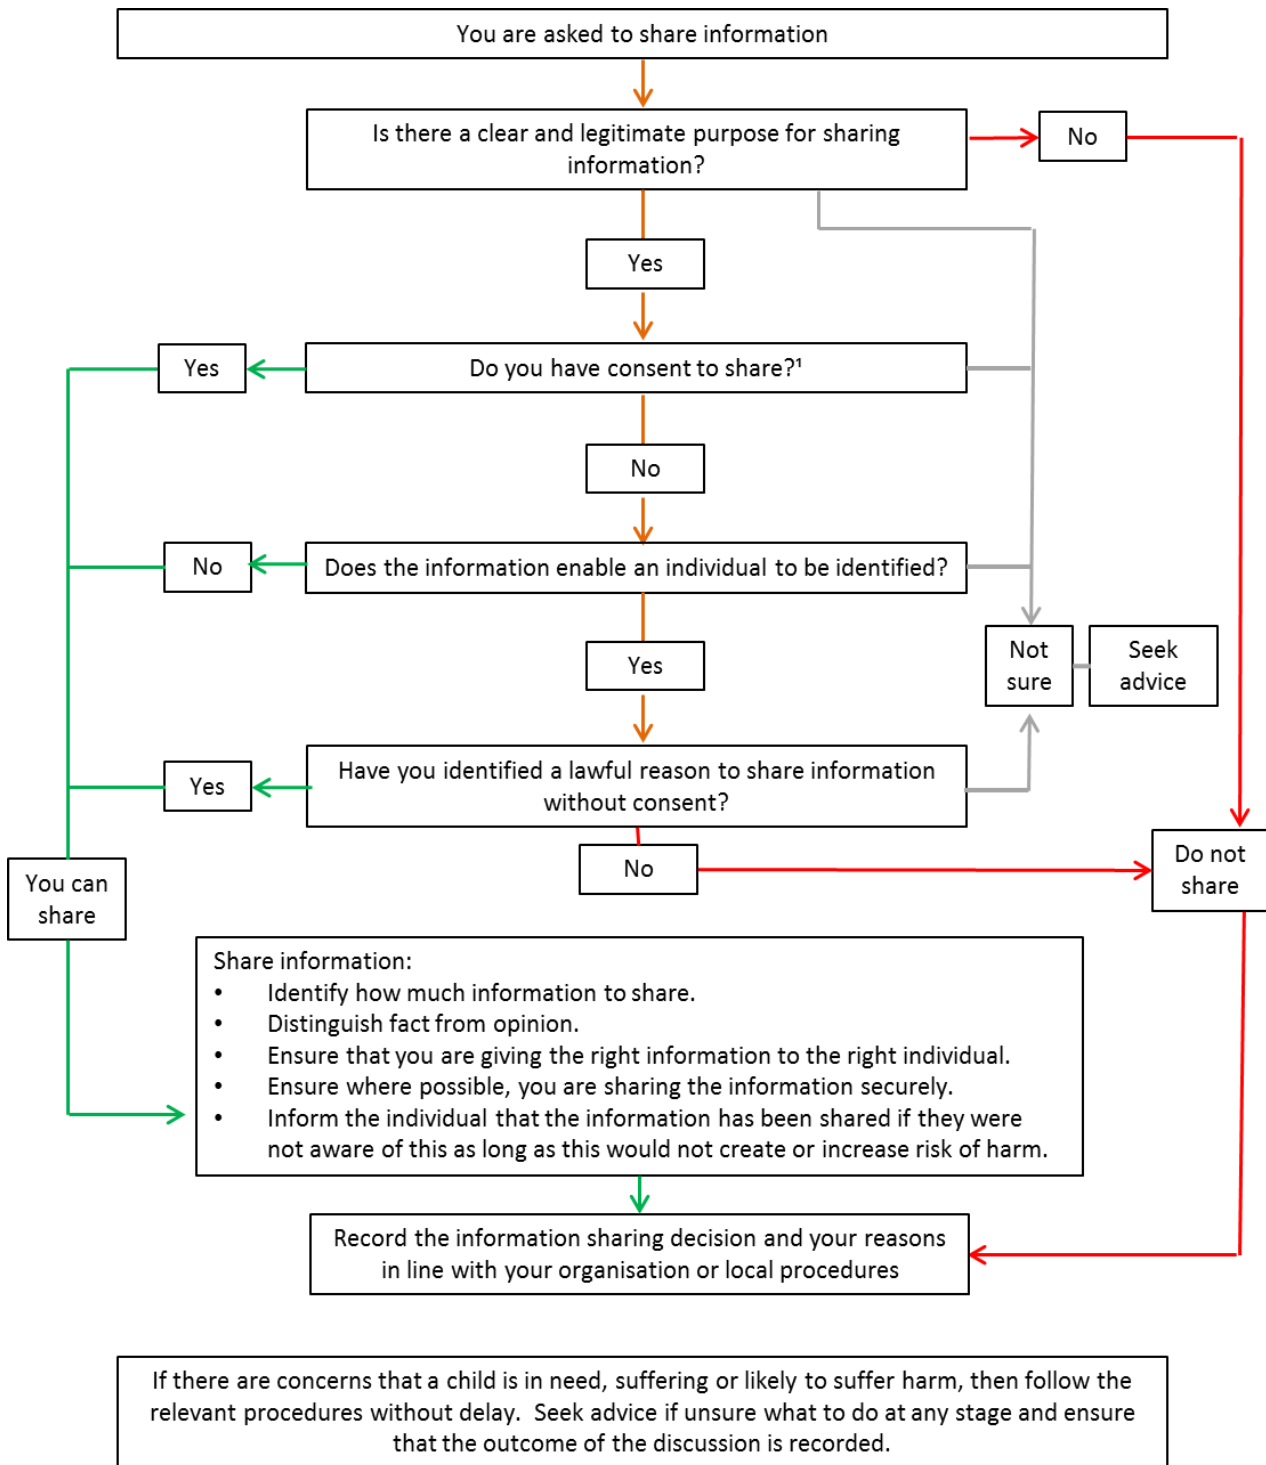 You are asked to share information
Is there a clear and legitimate purpose for sharing
information?
No
Yes
Yes
Do you have consent to share?¹
No
No
Does the information enable an individual to be identified?
Yes
Not
sure
Seek
advice
Yes
Have you identified a lawful reason to share information
without consent?
No
Do not
share
You can
share
Share information:
• Identify how much information to share.
• Distinguish fact from opinion.
• Ensure that you are giving the right information to the right individual.
• Ensure where possible, you are sharing the information securely.
• Inform the individual that the information has been shared if they were
not aware of this as long as this would not create or increase risk of harm.
Record the information sharing decision and your reasons
in line with your organisation or local procedures
If there are concerns that a child is in need, suffering or likely to suffer harm, then follow the
relevant procedures without delay.  Seek advice if unsure what to do at any stage and ensure
that the outcome of the discussion is recorded.